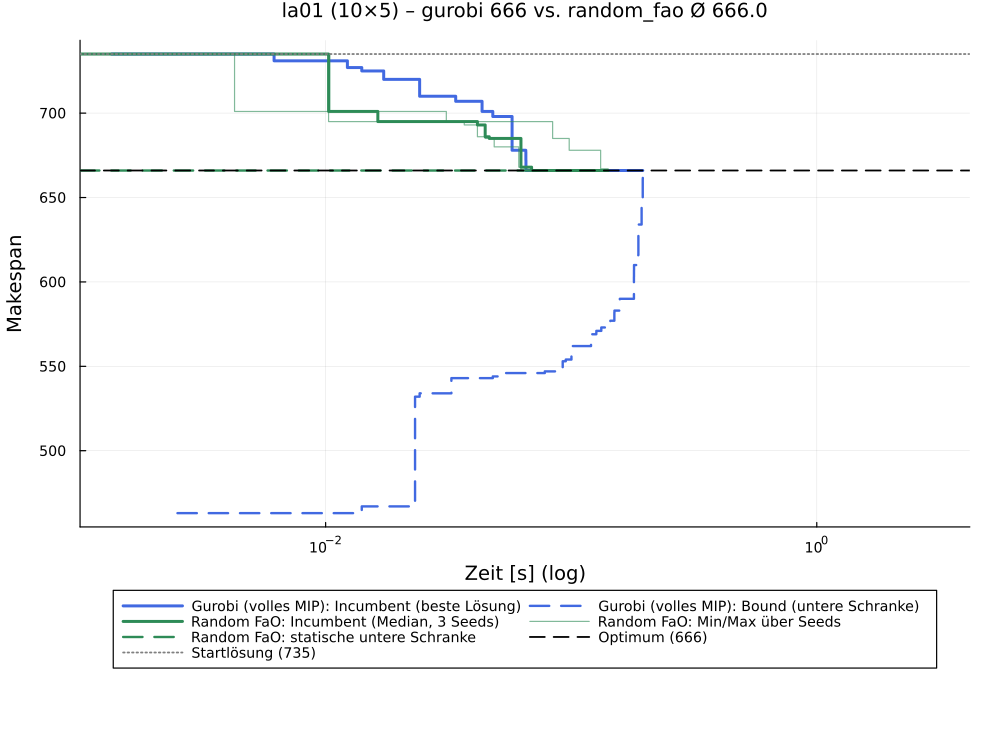 la01 (10×5) – gurobi 666 vs. random_fao Ø 666.0
Makespan
700
650
600
550
500
10⁻²
10⁰
Zeit [s] (log)
Gurobi (volles MIP): Incumbent (beste Lösung)
Gurobi (volles MIP): Bound (untere Schranke)
Random FaO: Incumbent (Median, 3 Seeds)
Random FaO: Min/Max über Seeds
Random FaO: statische untere Schranke
Optimum (666)
Startlösung (735)